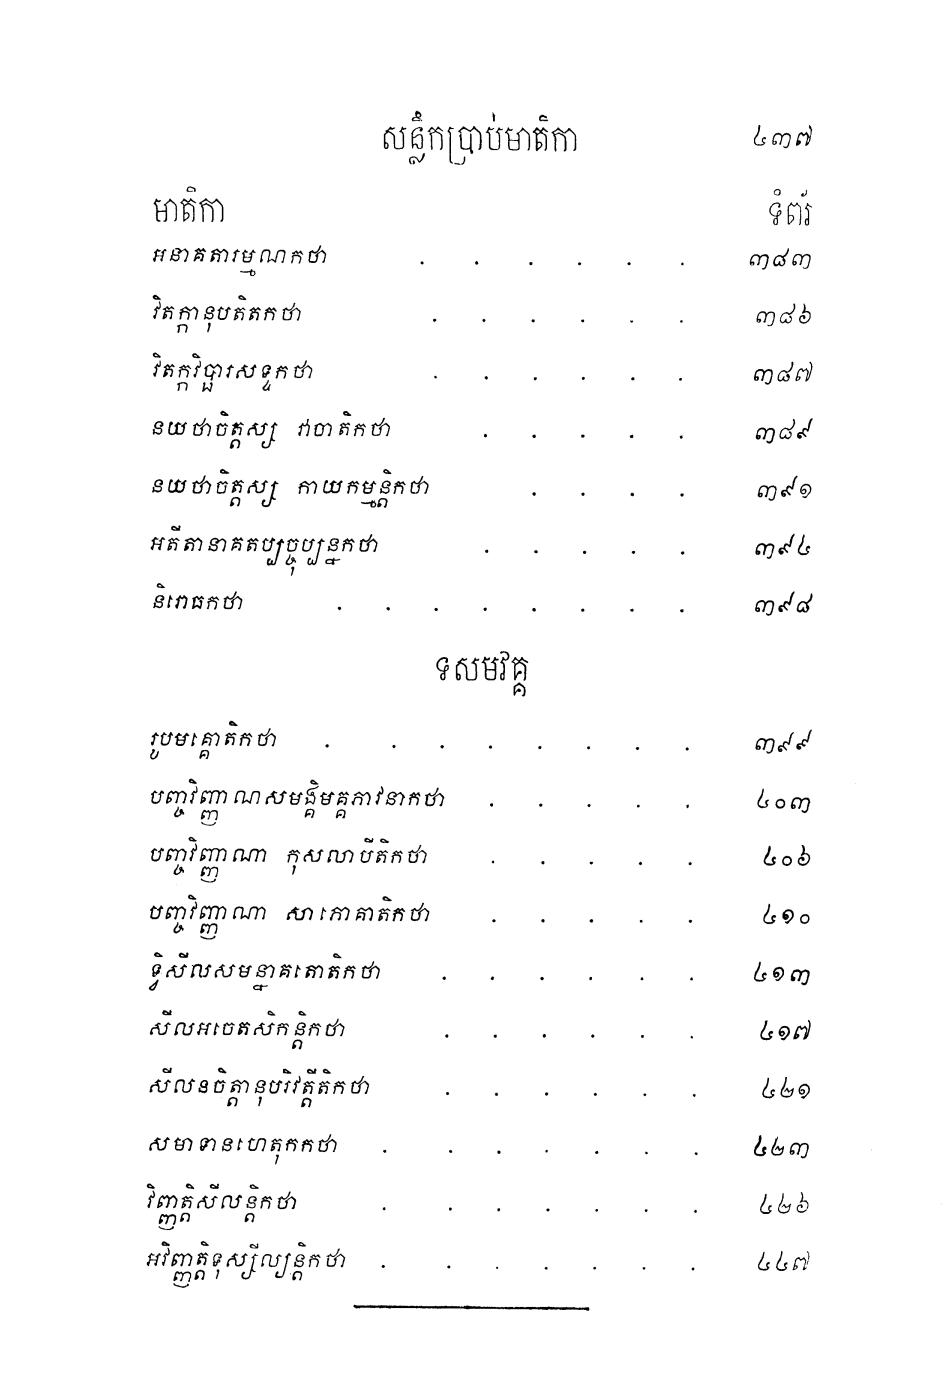 សន្លឹកប្រាប់មាតិកា ៤៣៧
មាតិកា ទំពរ័
អនាគតារម្មណកថា . . . . . . ៣៨៣
វិតក្កានុបតិតកថា . . . . . . ៣៨៦
វិតក្កវិប្ផារសទ្ទកថា . . . . . . ៣៨៧
នយថាចិត្តស្ស វាចាតិកថា . . . . . ៣៨៩
នយថាចិត្តស្ស កាយកម្មន្តិកថា . . . . ៣៩១
អតីតានាគតប្បច្ចុប្បន្នកថា . . . . . ៣៩៤
និរោធកថា . . . . . . . . ៣៩៨
ទសមវគ្គ
រូបមគ្គោតិកថា . . . . . . . . ៣៩៩
បញ្ចវិញ្ញាណសមង្គិមគ្គភាវនាកថា . . . . . ៤០៣
បញ្ចវិញ្ញាណា កុសលាបីតិកថា . . . . . ៤០៦
បញ្ចវិញ្ញាណា សាភោគាតិកថា . . . . . ៤១០
ទ្វិសីលសមន្នាគតោតិកថា . . . . . . ៤១៣
សីលអចេតសិកន្តិកថា . . . . . . ៤១៧
សីលនចិត្តានុបរិវត្តីតិកថា . . . . . . ៤២១
សមាទានហេតុកកថា . . . . . . . ៤២៣
វិញ្ញត្តិសីលន្តិកថា . . . . . . . ៤២៦
អវិញ្ញត្តិទុស្សីល្យន្តិកថា . . . . . . . ៤៤៧